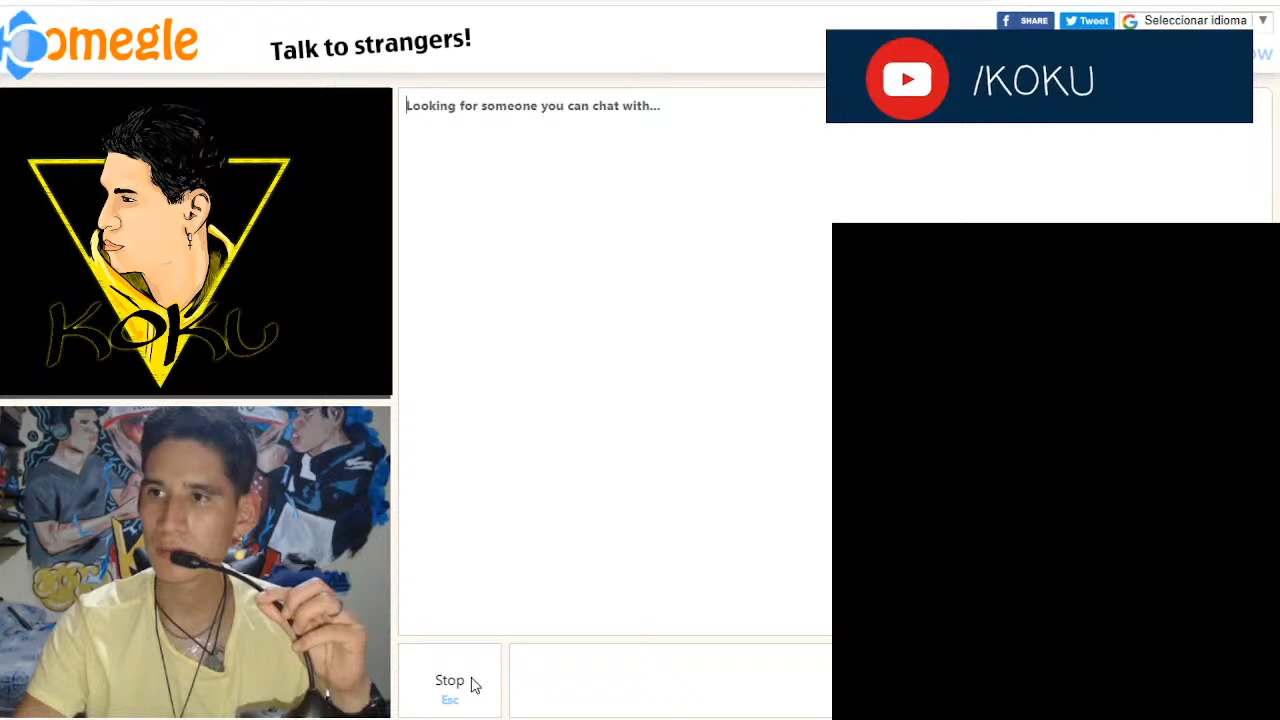 omegle
Talk to strangers!
SHARE
Tweet
Seleccionar idioma
/KOKU
Looking for someone you can chat with...
KOKU
Stop
Esc